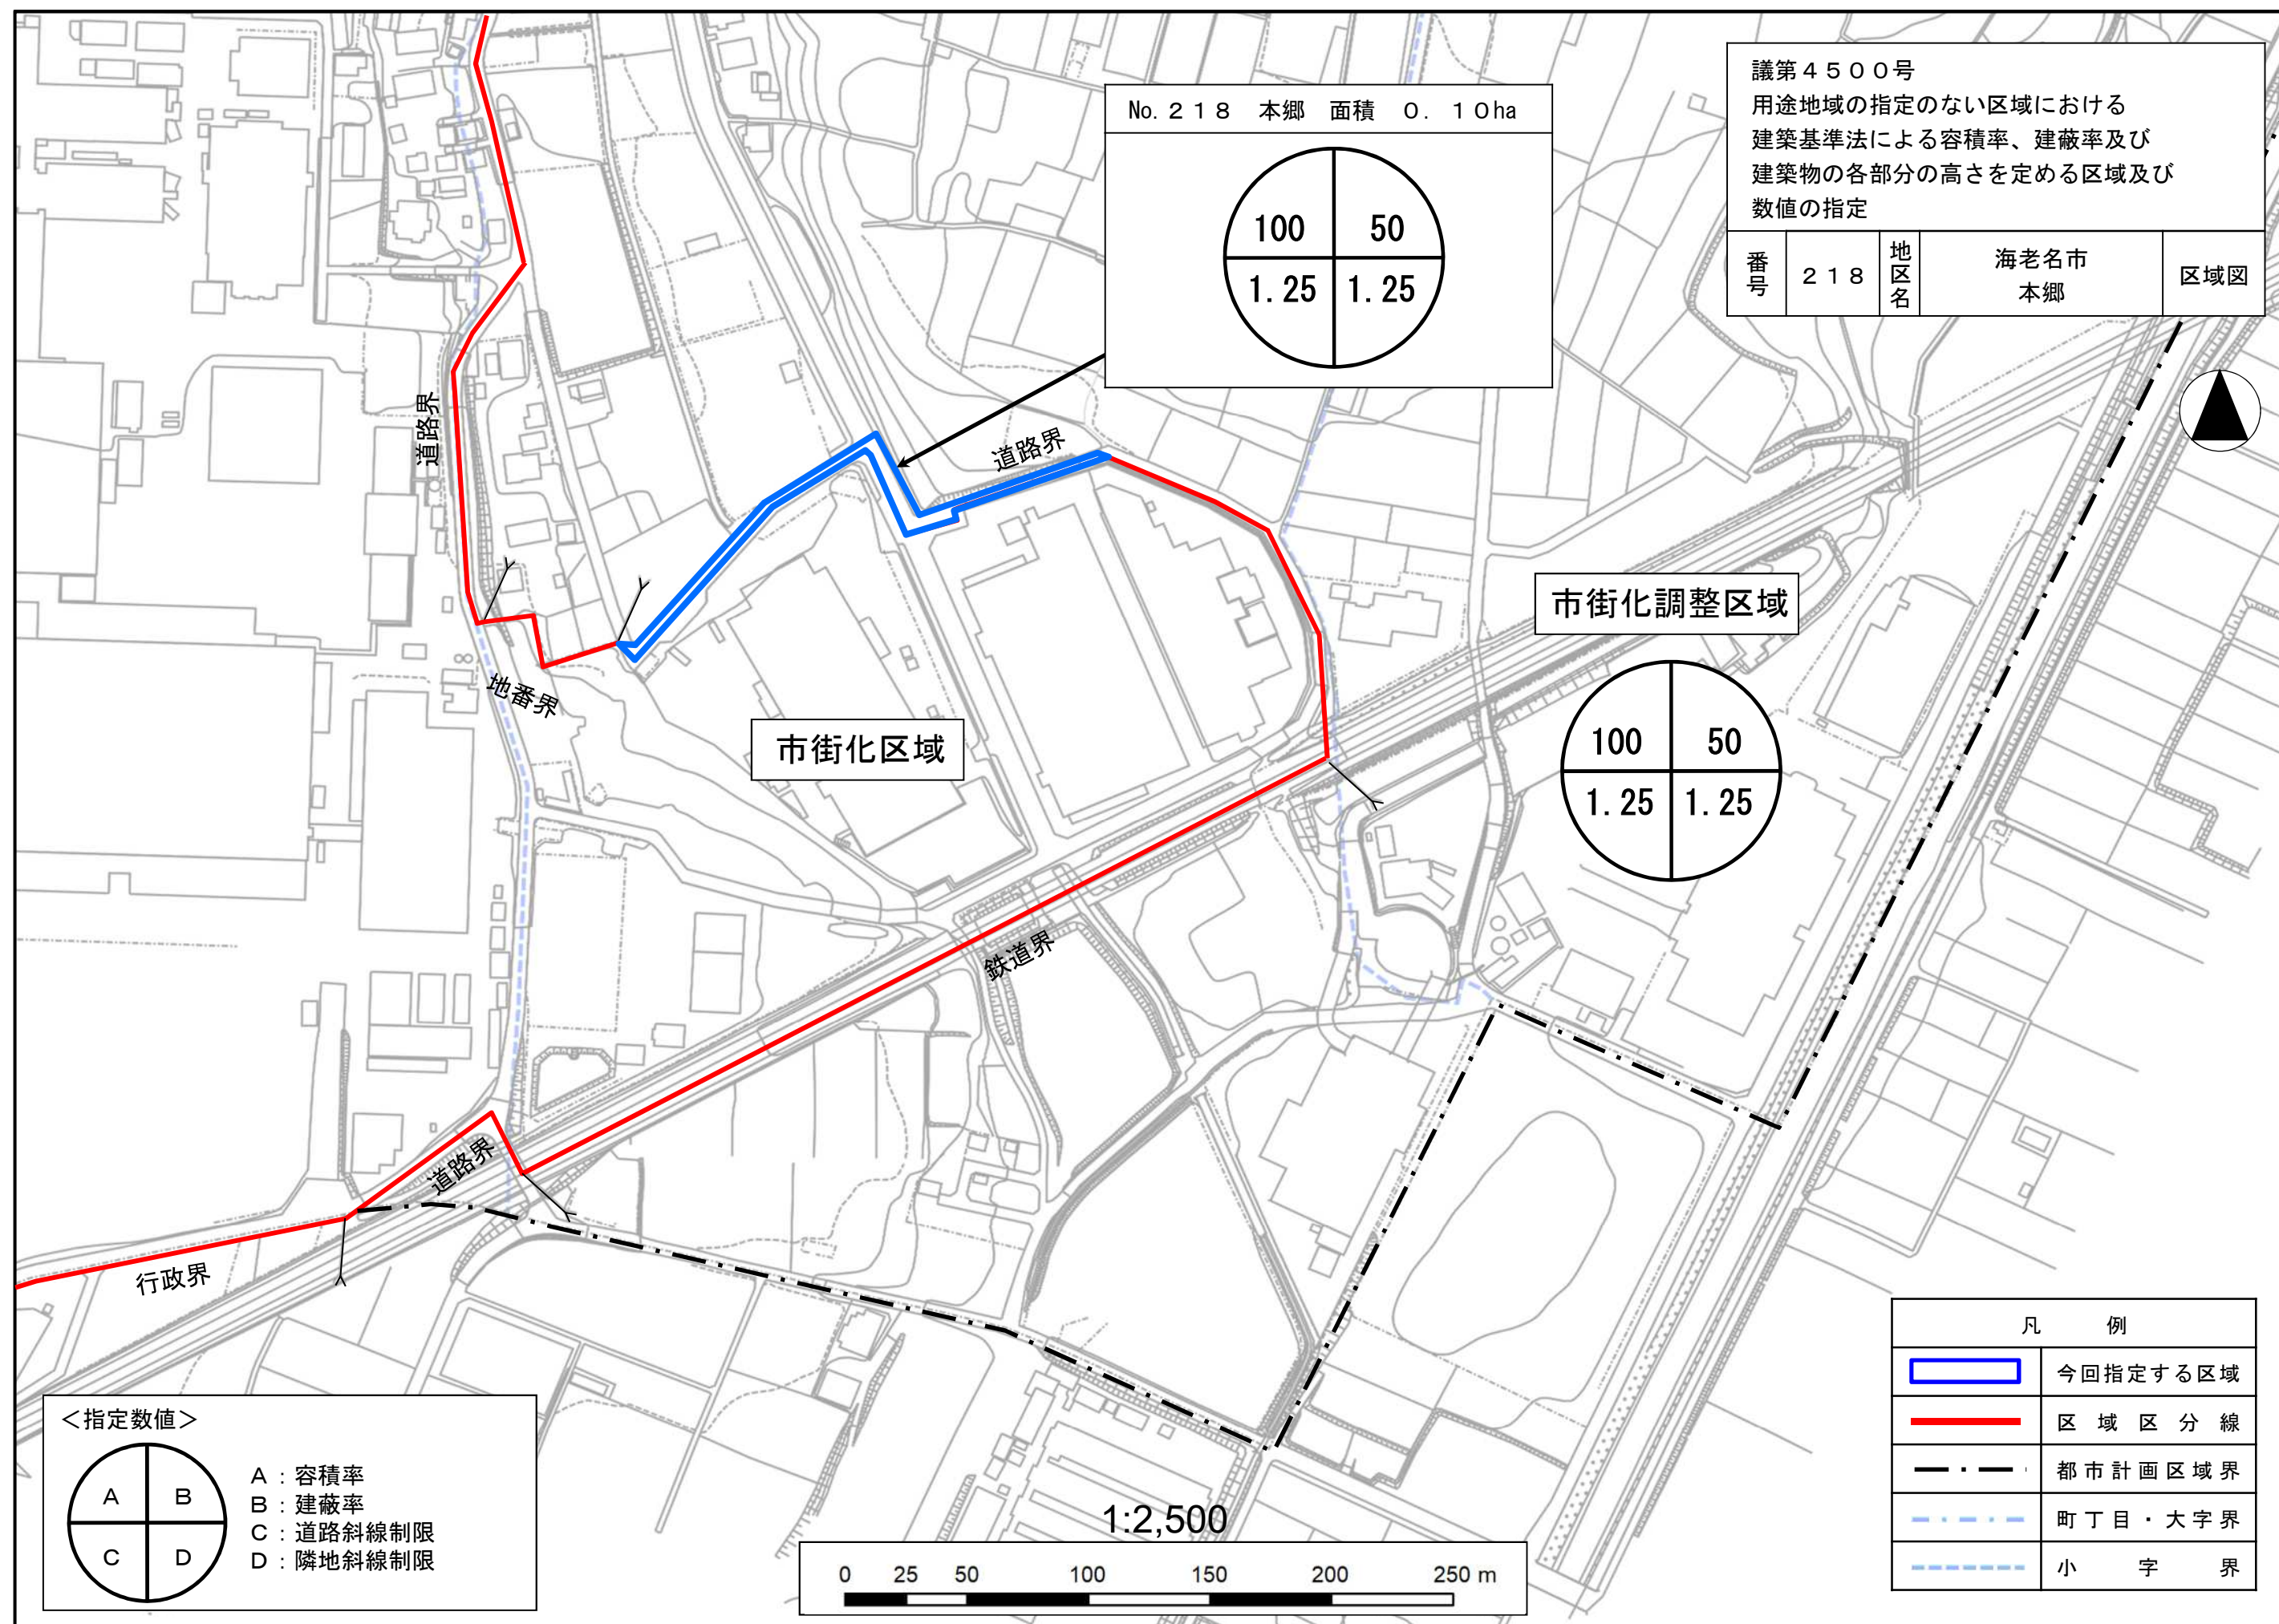 No.218　本郷　面積　0.10ha
100 50
1.25 1.25
議第4500号
用途地域の指定のない区域における
建築基準法による容積率、建蔽率及び
建築物の各部分の高さを定める区域及び
数値の指定
番号 218 地区名 海老名市 区域図
本郷
道路界
道路界
地番界
市街化区域
市街化調整区域
100 50
1.25 1.25
鉄道界
道路界
行政界
＜指定数値＞
A B
C D
A：容積率
B：建蔽率
C：道路斜線制限
D：隣地斜線制限
1:2,500
0 25 50 100 150 200 250 m
凡　例
今回指定する区域
区域区分線
都市計画区域界
町丁目・大字界
小字界